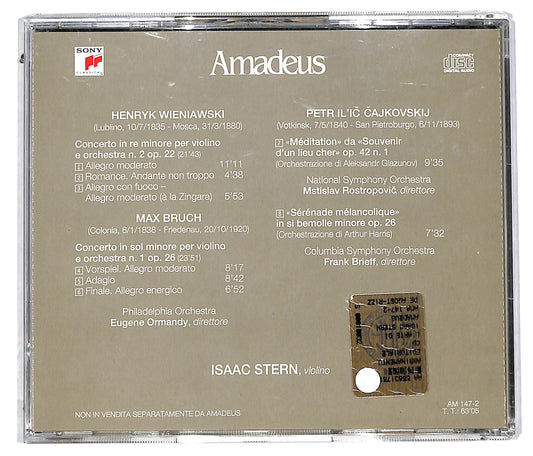 SONY
CLASSICAL
Amadeus
COMPACT
disc
DIGITAL AUDIO
HENRYK WIENIAWSKI
(Lublino, 10/7/1835 - Mosca, 31/3/1880)
Concerto in re minore per violino
e orchestra n. 2 op. 22 (21'43)
1 Allegro moderato 11'11
2 Romance. Andante non troppo 4'38
3 Allegro con fuoco –
Allegro moderato (à la Zingara) 5'53
MAX BRUCH
(Colonia, 6/1/1838 - Friedenau, 20/10/1920)
Concerto in sol minore per violino
e orchestra n. 1 op. 26 (23'51)
4 Vorspiel. Allegro moderato 8'17
5 Adagio 8'42
6 Finale. Allegro energico 6'52
Philadelphia Orchestra
Eugene Ormandy, direttore
PETR IL'IČ ČAJKOVSKIJ
(Votkinsk, 7/5/1840 - San Pietroburgo, 6/11/1893)
7 «Méditation» da «Souvenir
d'un lieu cher» op. 42 n. 1
(Orchestrazione di Aleksandr Glazunov) 9'35
National Symphony Orchestra
Mstislav Rostropovič, direttore
8 «Sérénade mélancolique»
in si bemolle minore op. 26
(Orchestrazione di Arthur Harris) 7'32
Columbia Symphony Orchestra
Frank Brieff, direttore
ISAAC STERN, violino
NON IN VENDITA SEPARATAMENTE DA AMADEUS
AM 147-2
T. T.: 63'05